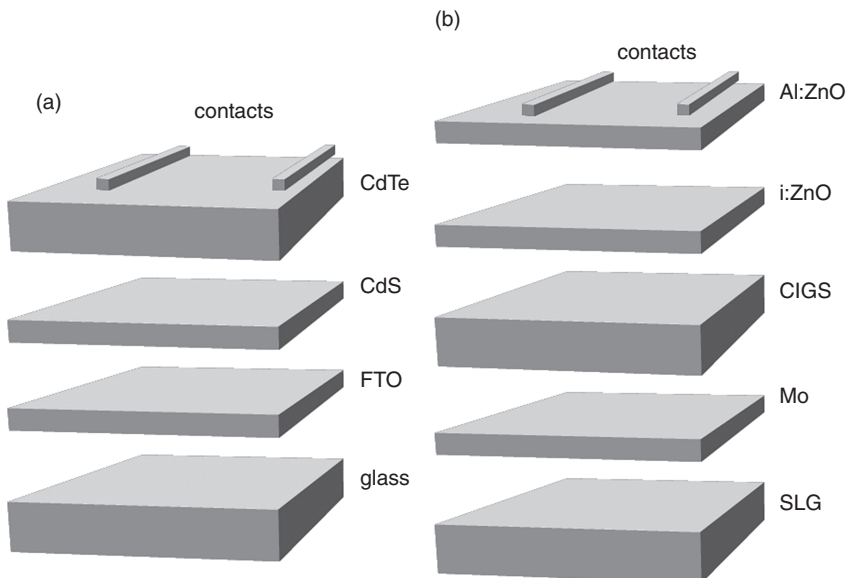 (a)
contacts
CdTe
CdS
FTO
glass
(b)
contacts
Al:ZnO
i:ZnO
CIGS
Mo
SLG